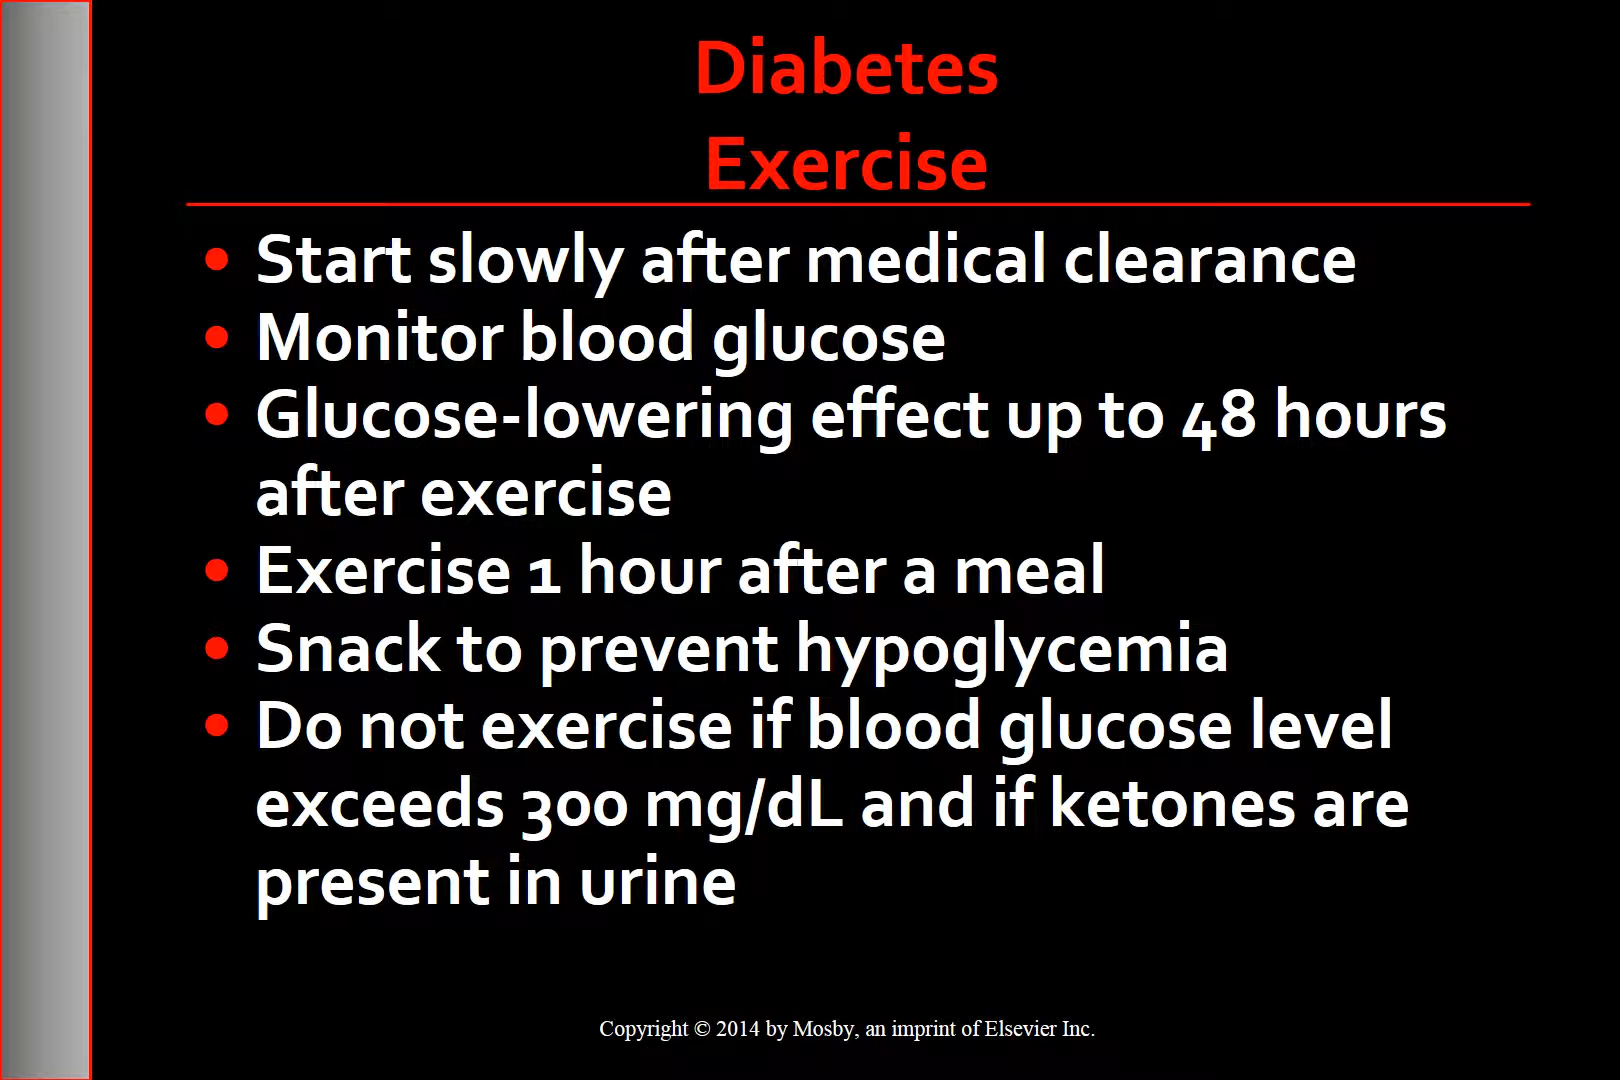 Diabetes
Exercise
• Start slowly after medical clearance
• Monitor blood glucose
• Glucose-lowering effect up to 48 hours
after exercise
• Exercise 1 hour after a meal
• Snack to prevent hypoglycemia
• Do not exercise if blood glucose level
exceeds 300 mg/dL and if ketones are
present in urine
Copyright © 2014 by Mosby, an imprint of Elsevier Inc.